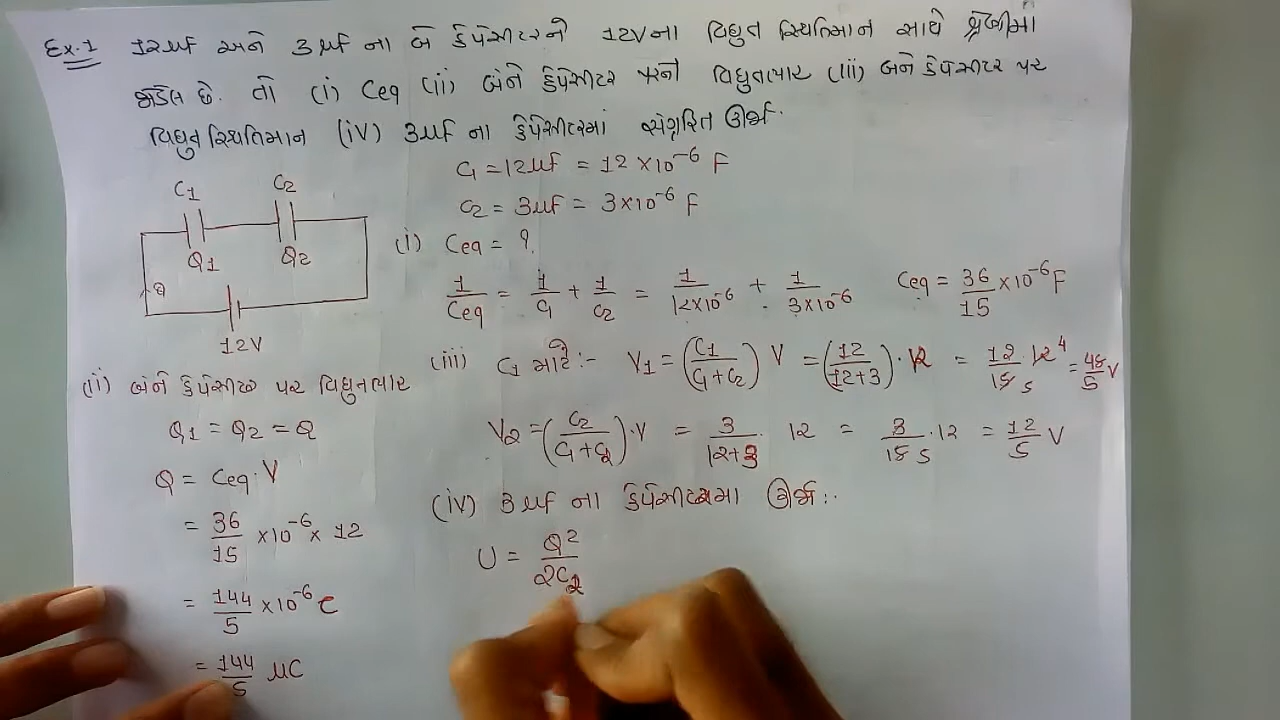 Ex.1 12μf અને 3μf ના બે કેપેસીટરને 12V ના વિદ્યુત સ્થિતિમાન સાથે શ્રેણીમાં
જોડેલ છે. તો (i) Ceq (ii) બંને કેપેસીટર પરનો વિદ્યુતભાર (iii) બંને કેપેસીટર પર
વિદ્યુતસ્થિતિમાન (iv) 3μf ના કેપેસીટરમાં સંગ્રહિત ઊર્જા.
C1 = 12μf = 12 × 10⁻⁶ F
C2 = 3μf = 3×10⁻⁶ F
C1 C2
Q1 Q2
Q
12V
(i) Ceq = ?
1/Ceq = 1/C1 + 1/C2 = 1/12×10⁻⁶ + 1/3×10⁻⁶ Ceq = 36/15 ×10⁻⁶ F
(ii) બંને કેપેસીટર પર વિદ્યુતભાર
Q1 = Q2 = Q
Q = Ceq · V
= 36/15 ×10⁻⁶ × 12
= 144/5 ×10⁻⁶ C
= 144/5 μC
(iii) C1 માટે :- V1 = (C1/C1+C2) V = (12/12+3) · 12 = 12/15 5 · 12 4 = 48/5 V
V2 = (C2/C1+C2) · V = 3/12+3 · 12 = 3/15 5 · 12 = 12/5 V
(iv) 3μf ના કેપેસીટરમાં ઊર્જા :·
U = Q²/2C2